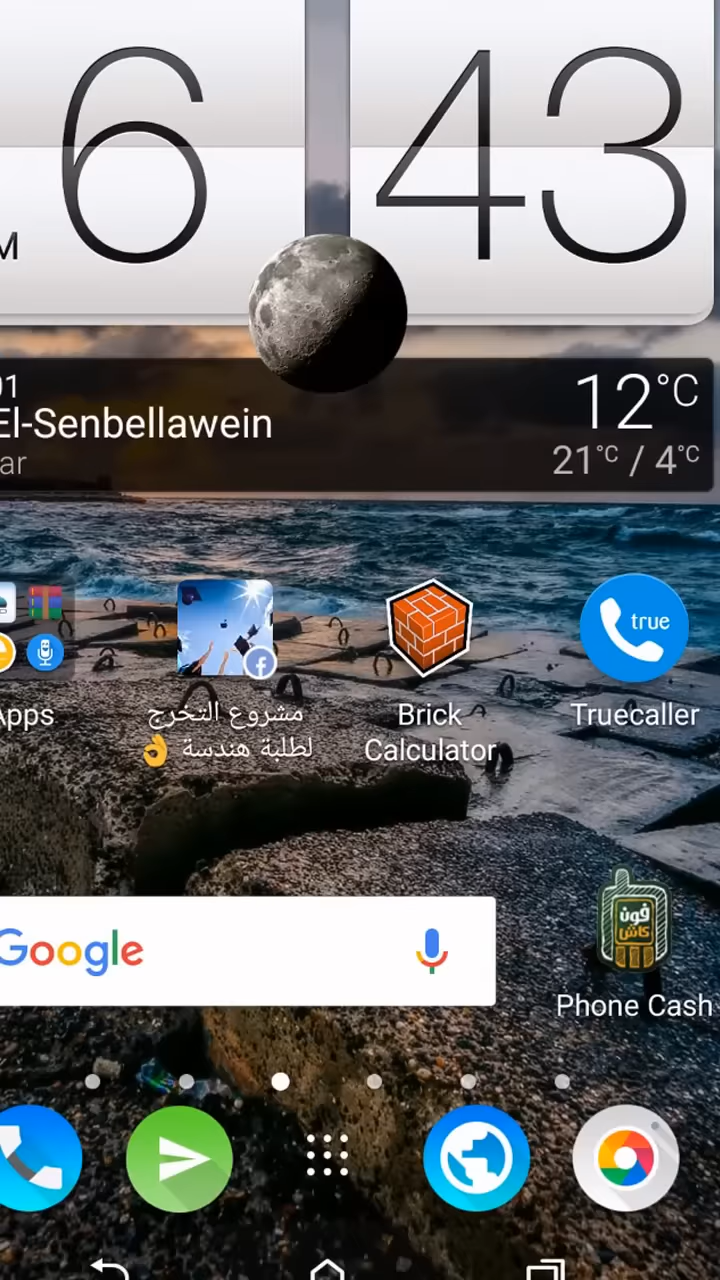 6 43
M
01
El-Senbellawein
ar
12°C
21°C / 4°C
true
Apps
مشروع التخرج
لطلبة هندسة 👌
Brick
Calculator
Truecaller
Google
فون
كاش
Phone Cash